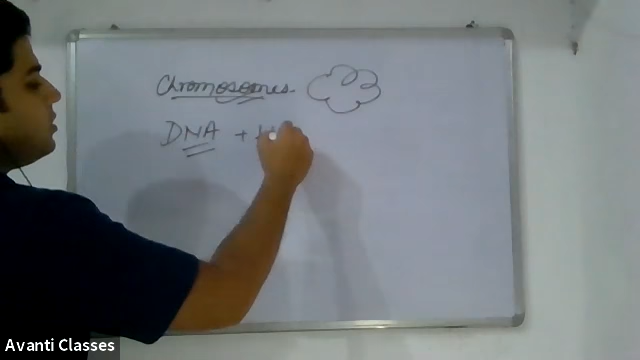 Chromosomes.
DNA +
Avanti Classes